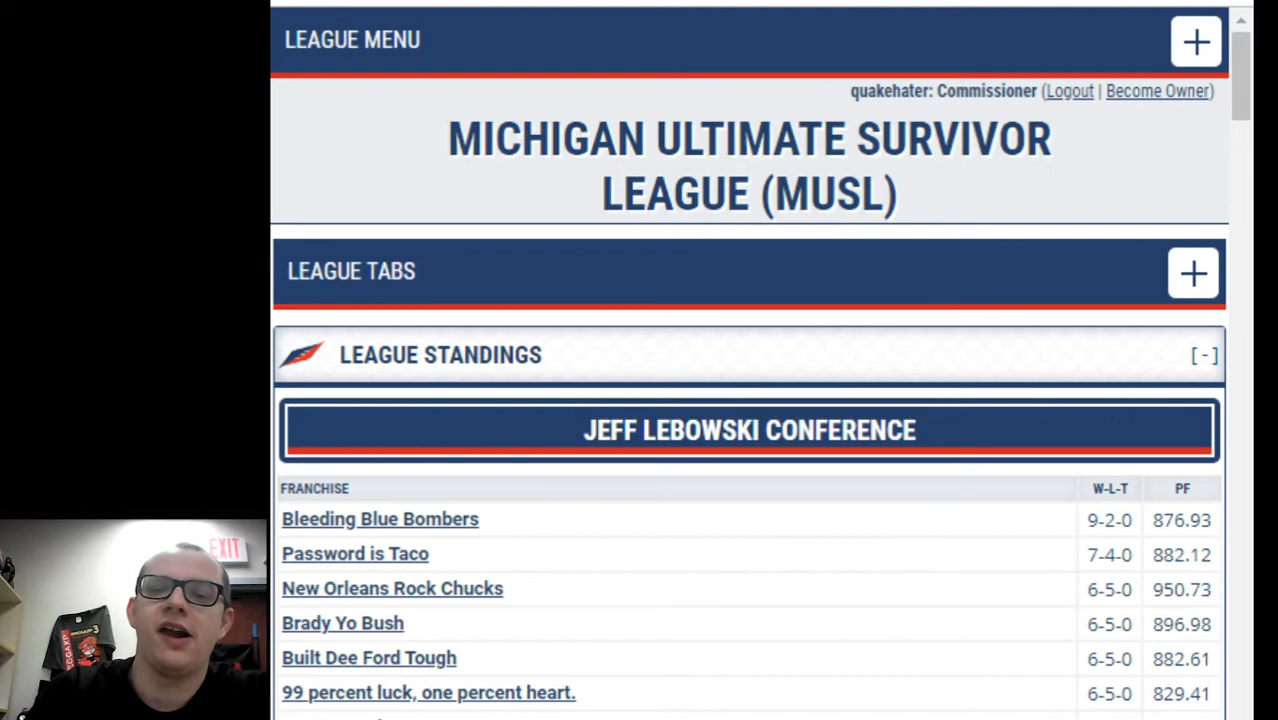 LEAGUE MENU
quakehater: Commissioner (Logout | Become Owner)
MICHIGAN ULTIMATE SURVIVOR
LEAGUE (MUSL)
LEAGUE TABS
LEAGUE STANDINGS [-]
JEFF LEBOWSKI CONFERENCE
FRANCHISE W-L-T PF
Bleeding Blue Bombers 9-2-0 876.93
Password is Taco 7-4-0 882.12
New Orleans Rock Chucks 6-5-0 950.73
Brady Yo Bush 6-5-0 896.98
Built Dee Ford Tough 6-5-0 882.61
99 percent luck, one percent heart. 6-5-0 829.41
EXIT